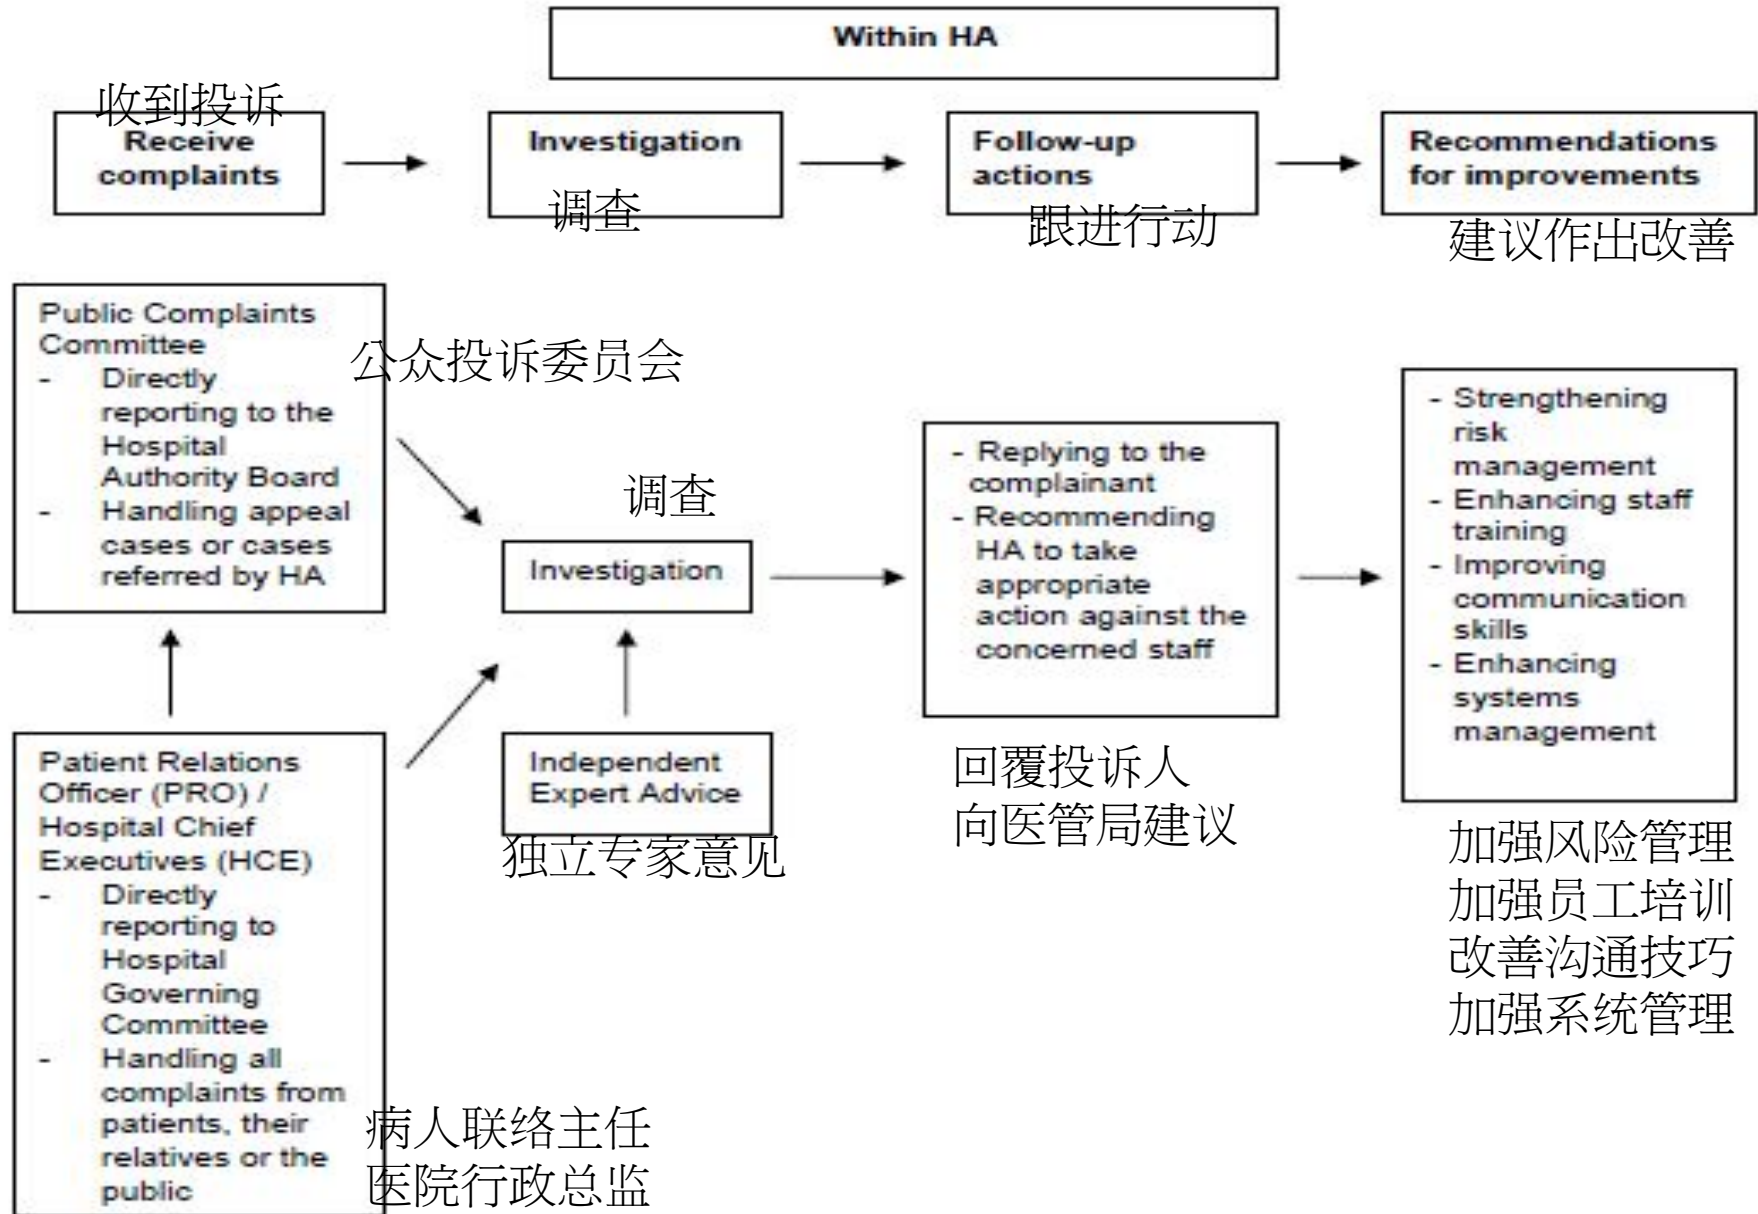 Within HA
收到投诉
Receive
complaints
Investigation
调查
Follow-up
actions
跟进行动
Recommendations
for improvements
建议作出改善
Public Complaints
Committee
- Directly
reporting to the
Hospital
Authority Board
- Handling appeal
cases or cases
referred by HA
公众投诉委员会
Patient Relations
Officer (PRO) /
Hospital Chief
Executives (HCE)
- Directly
reporting to
Hospital
Governing
Committee
- Handling all
complaints from
patients, their
relatives or the
public
病人联络主任
医院行政总监
调查
Investigation
Independent
Expert Advice
独立专家意见
- Replying to the
complainant
- Recommending
HA to take
appropriate
action against the
concerned staff
回覆投诉人
向医管局建议
- Strengthening
risk
management
- Enhancing staff
training
- Improving
communication
skills
- Enhancing
systems
management
加强风险管理
加强员工培训
改善沟通技巧
加强系统管理